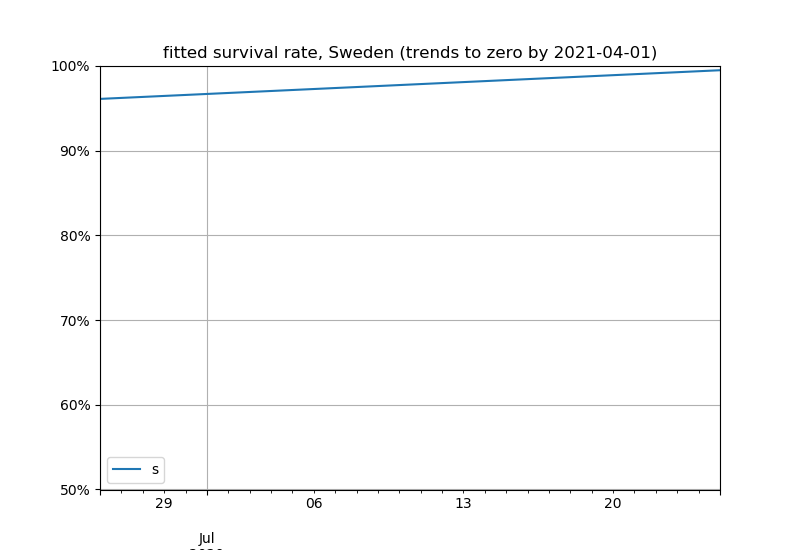 fitted survival rate, Sweden (trends to zero by 2021-04-01)
100%
90%
80%
70%
60%
50%
s
29 06 13 20
Jul